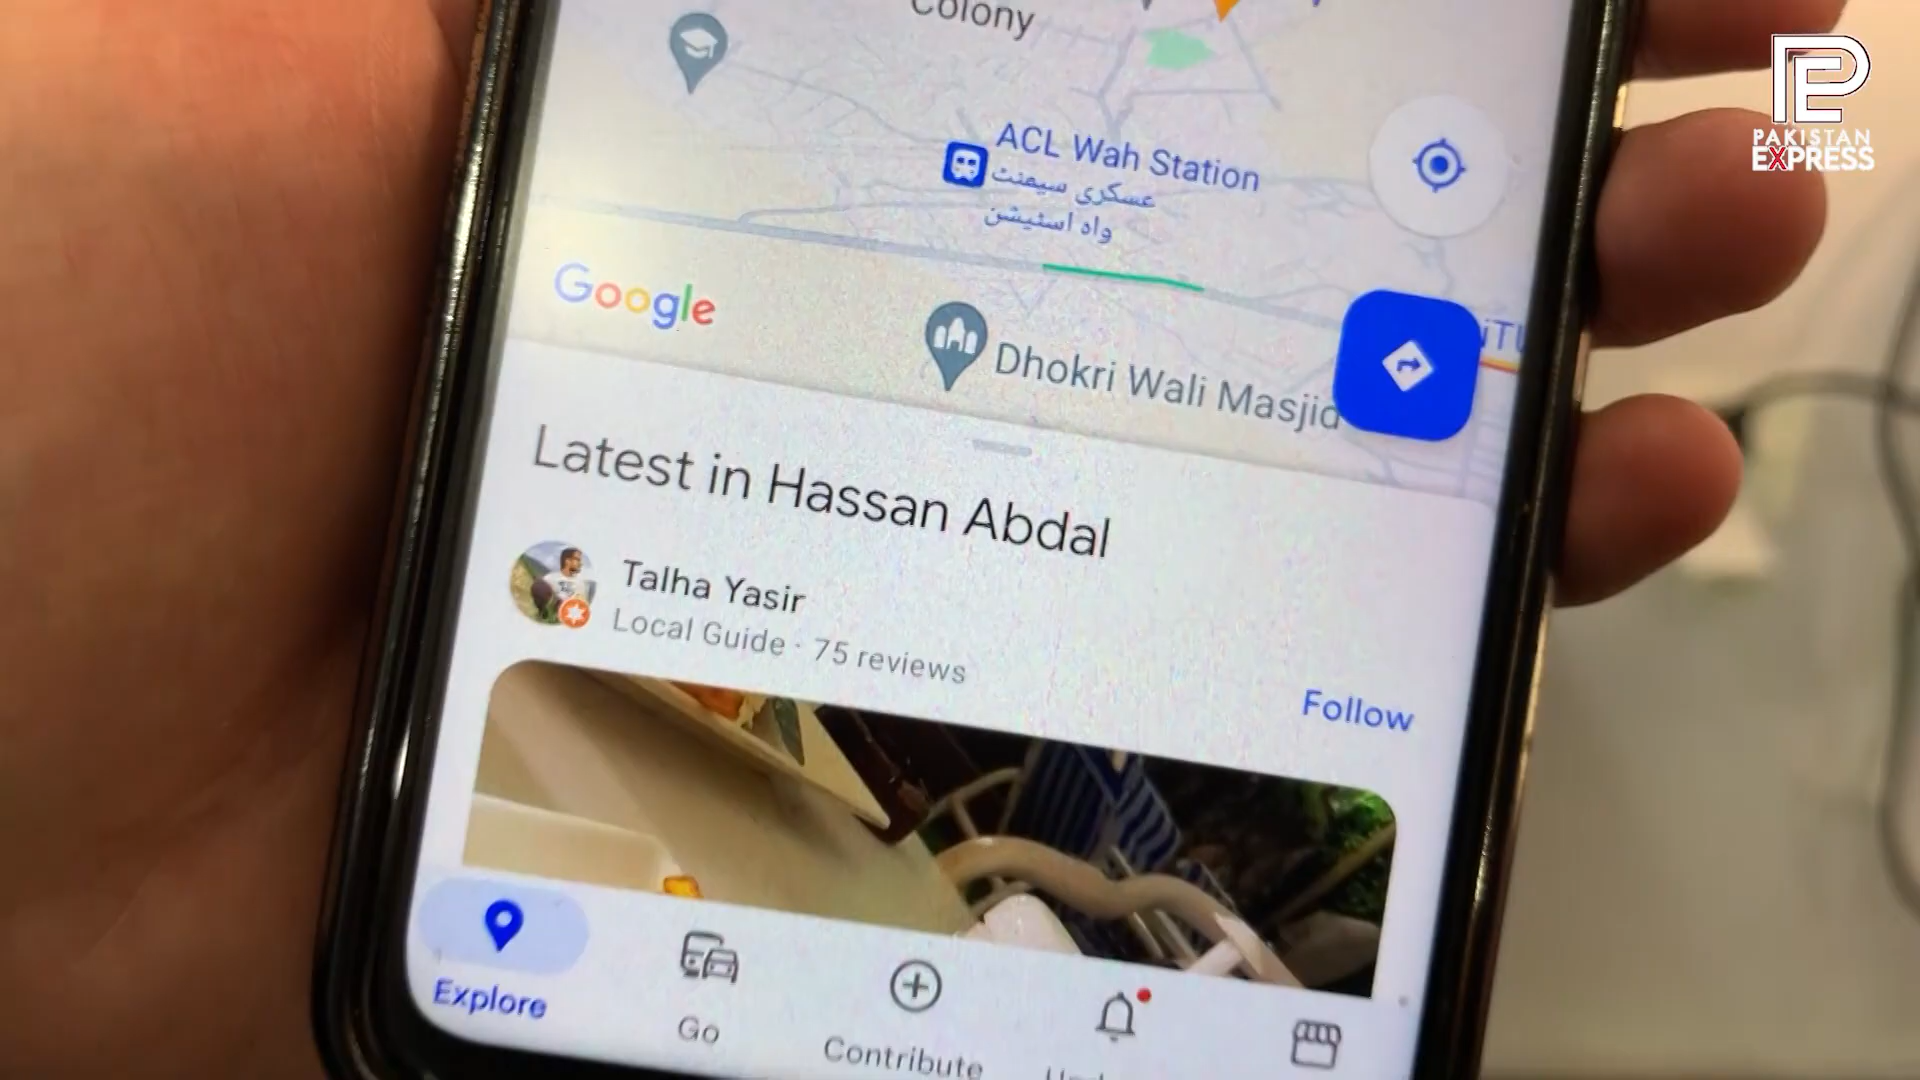 Colony
PAKISTAN
EXPRESS
ACL Wah Station
عسکری سیمنٹ
واہ اسٹیشن
Google
Dhokri Wali Masjid
Latest in Hassan Abdal
Talha Yasir
Local Guide · 75 reviews
Follow
Explore
Go
Contribute